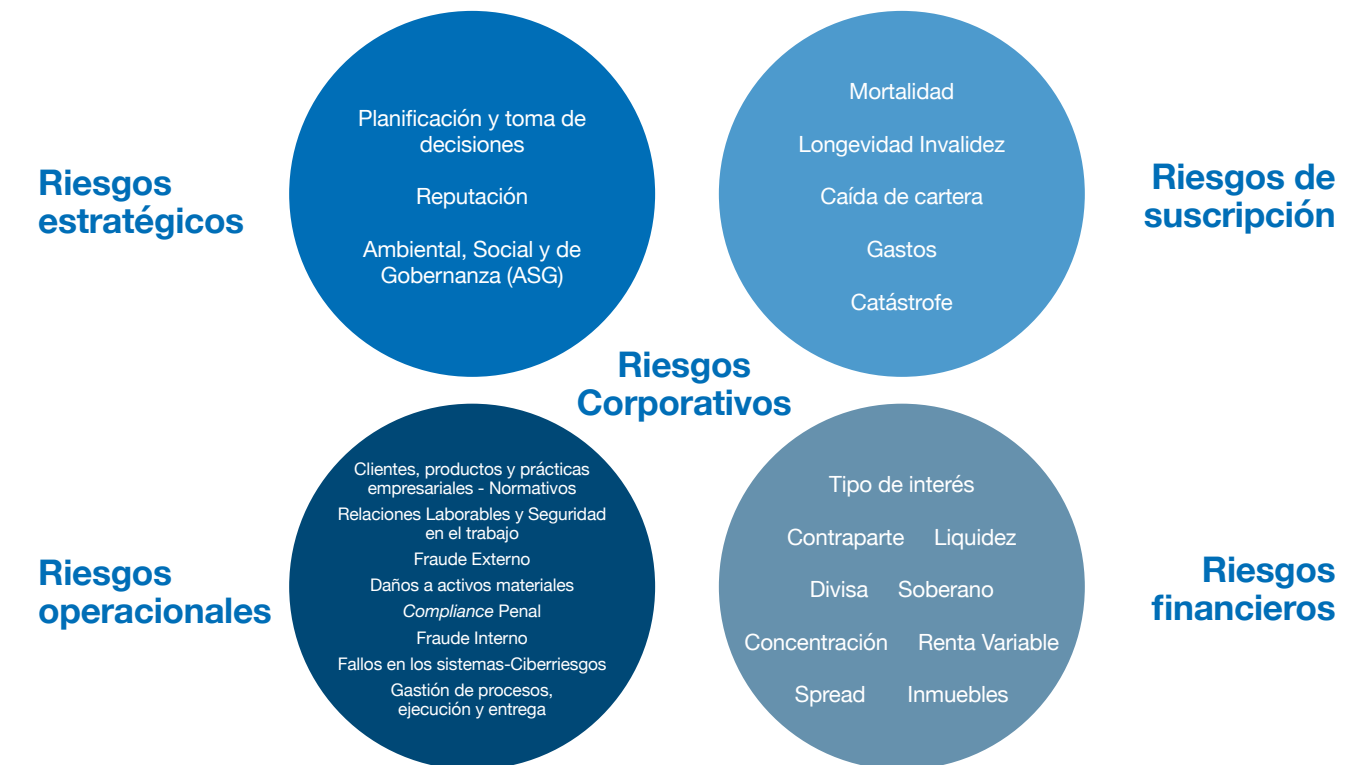 Riesgos
estratégicos
Planificación y toma de
decisiones
Reputación
Ambiental, Social y de
Gobernanza (ASG)
Mortalidad
Longevidad Invalidez
Caída de cartera
Gastos
Catástrofe
Riesgos de
suscripción
Riesgos
Corporativos
Riesgos
operacionales
Clientes, productos y prácticas
empresariales - Normativos
Relaciones Laborables y Seguridad
en el trabajo
Fraude Externo
Daños a activos materiales
Compliance Penal
Fraude Interno
Fallos en los sistemas-Ciberriesgos
Gastión de procesos,
ejecución y entrega
Tipo de interés
Contraparte Liquidez
Divisa Soberano
Concentración Renta Variable
Spread Inmuebles
Riesgos
financieros